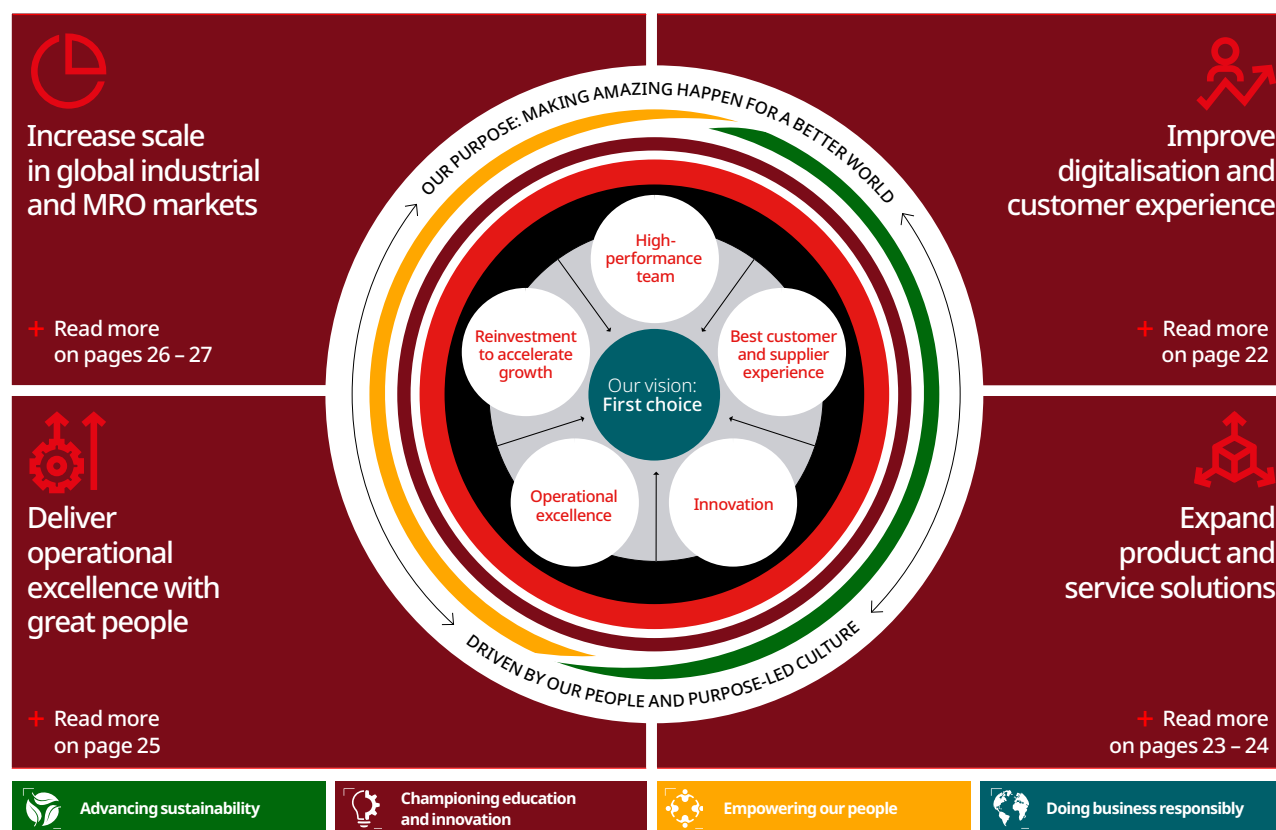 Increase scale
in global industrial
and MRO markets
+ Read more
on pages 26 – 27
Improve
digitalisation and
customer experience
+ Read more
on page 22
OUR PURPOSE: MAKING AMAZING HAPPEN FOR A BETTER WORLD
High-
performance
team
Reinvestment
to accelerate
growth
Best customer
and supplier
experience
Our vision:
First choice
Operational
excellence
Innovation
DRIVEN BY OUR PEOPLE AND PURPOSE-LED CULTURE
Deliver
operational
excellence with
great people
+ Read more
on page 25
Expand
product and
service solutions
+ Read more
on pages 23 – 24
Advancing sustainability
Championing education
and innovation
Empowering our people
Doing business responsibly